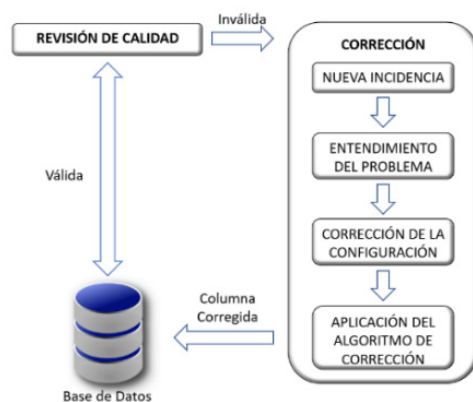 REVISIÓN DE CALIDAD
Inválida
CORRECCIÓN
NUEVA INCIDENCIA
ENTENDIMIENTO
DEL PROBLEMA
Válida
CORRECCIÓN DE LA
CONFIGURACIÓN
Columna
Corregida
APLICACIÓN DEL
ALGORITMO DE
CORRECCIÓN
Base de Datos